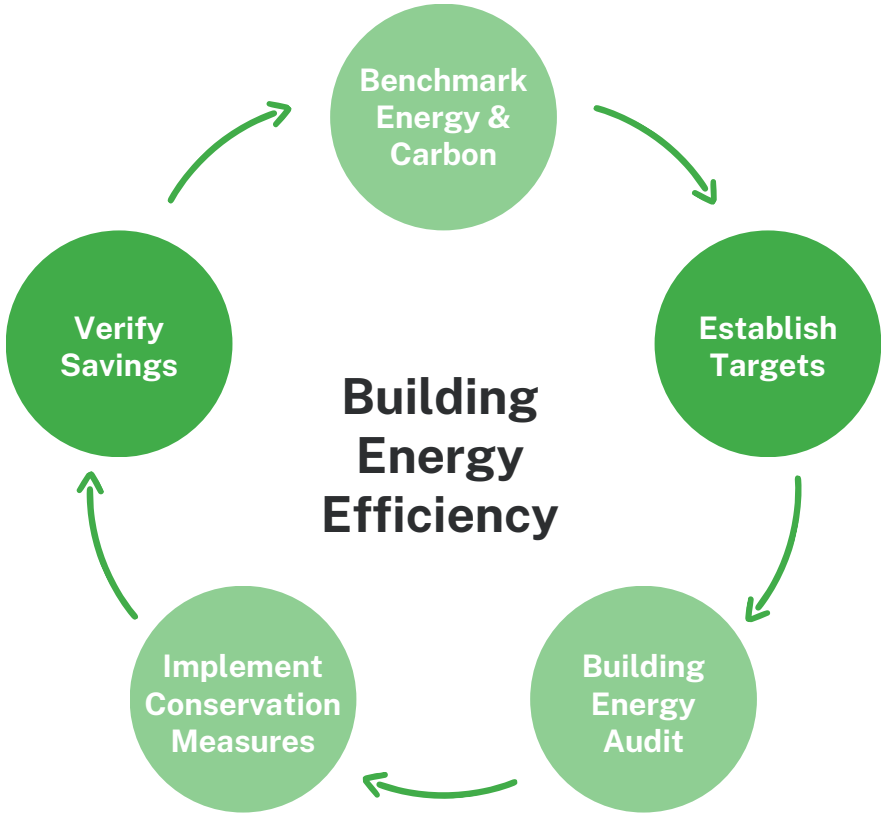 Benchmark
Energy &
Carbon
Establish
Targets
Building
Energy
Audit
Implement
Conservation
Measures
Verify
Savings
Building
Energy
Efficiency